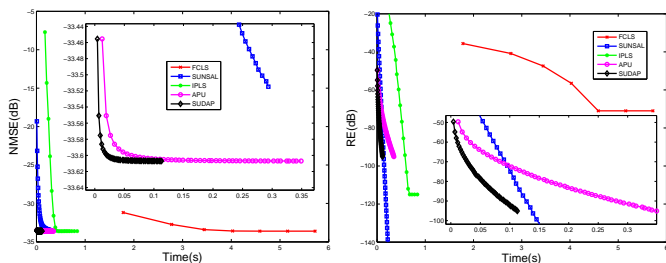 -5
-10
-15
-20
-25
-30
-35
NMSE(dB)
0 1 2 3 4 5 6
Time(s)
-33.44
-33.46
-33.48
-33.5
-33.52
-33.54
-33.56
-33.58
-33.6
-33.62
-33.64
0 0.05 0.1 0.15 0.2 0.25 0.3 0.35
FCLS
SUNSAL
IPLS
APU
SUDAP
-20
-40
-60
-80
-100
-120
-140
RE(dB)
0 1 2 3 4 5 6
Time(s)
FCLS
SUNSAL
IPLS
APU
SUDAP
-50
-60
-70
-80
-90
-100
0 0.05 0.1 0.15 0.2 0.25 0.3